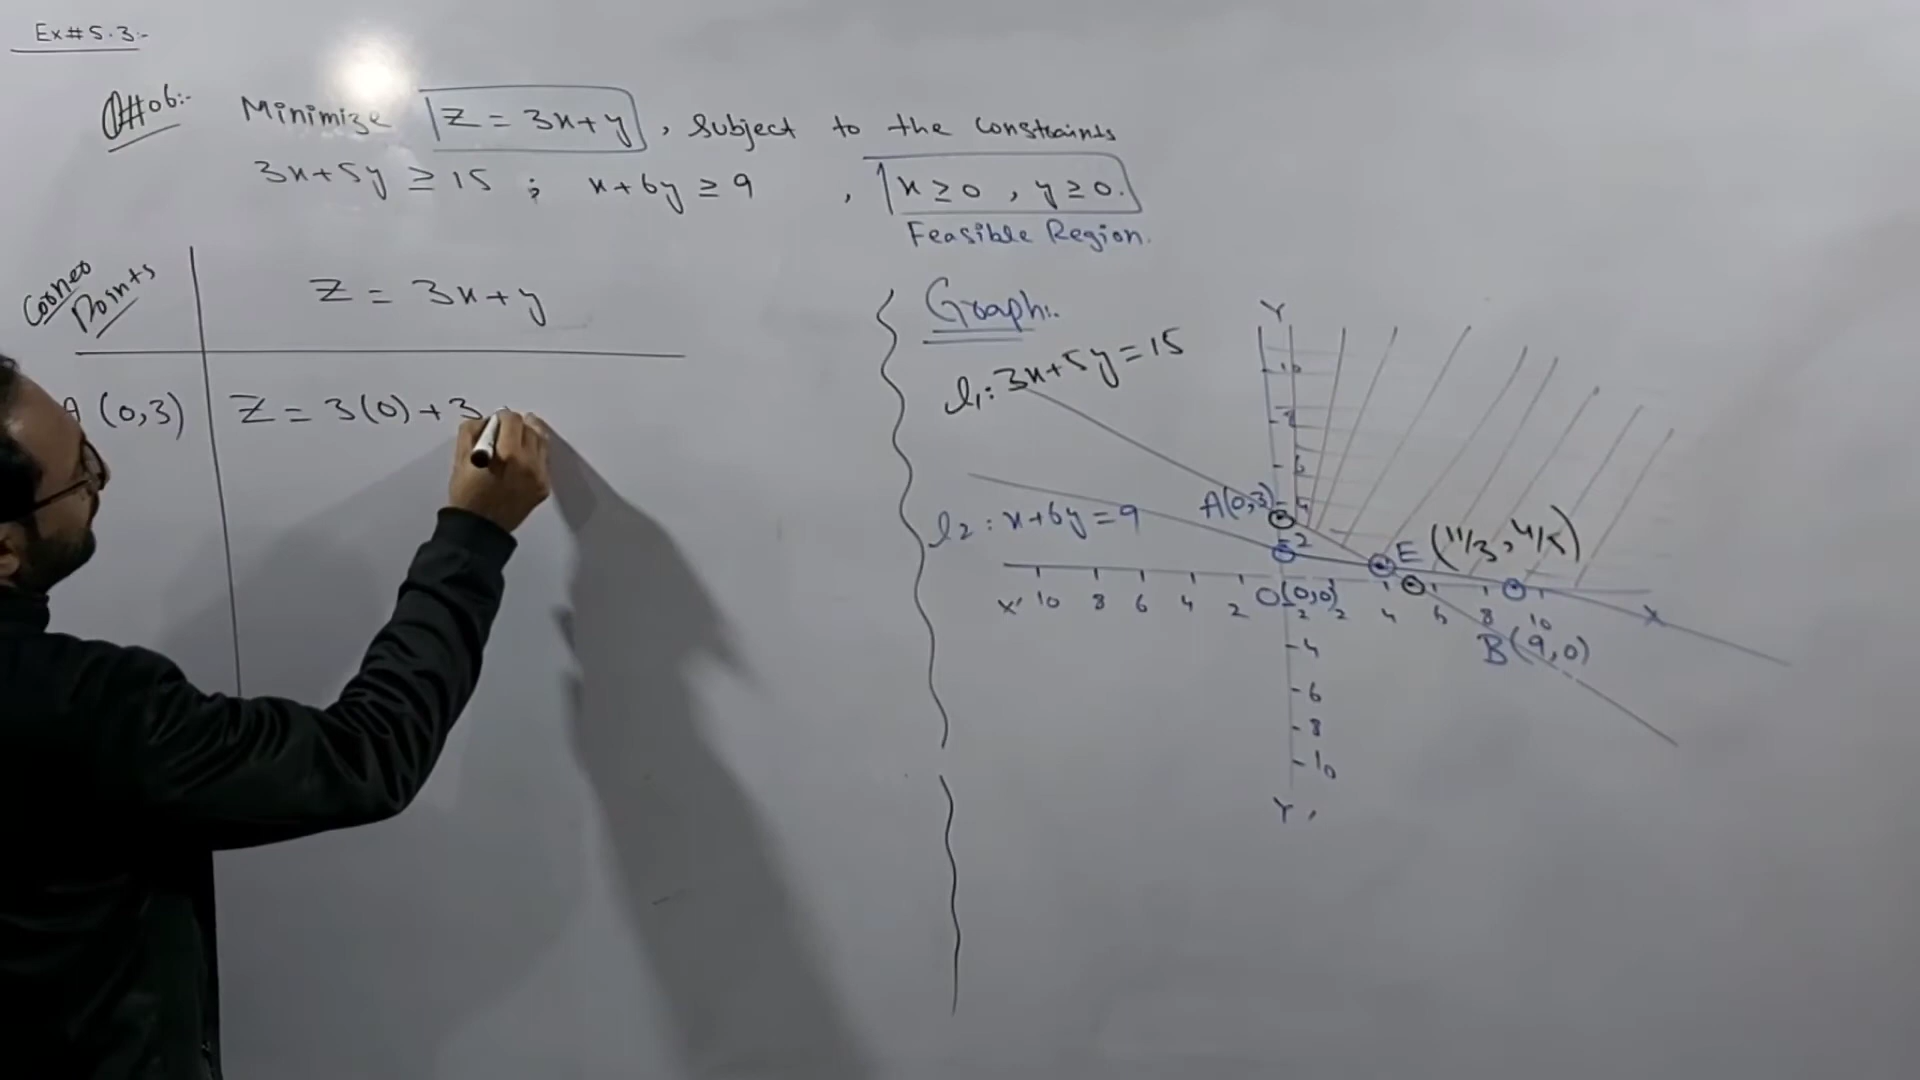 Ex#5.3:-
Q#06:- Minimize Z = 3x+y , Subject to the constraints
3x+5y ≥ 15 ; x+6y ≥ 9 , x ≥ 0 , y ≥ 0.
Feasible Region.
Corner Points
Z = 3x+y
A (0,3) Z = 3(0)+3
Graph:.
l₁: 3x+5y=15
l₂: x+6y=9
Y
10
6
4
A(0,3)
2
E (11/3, 4/5)
X' 10 8 6 4 2 O(0,0) 2 4 6 8 10 X
2
B(9,0)
4
6
8
10
Y'